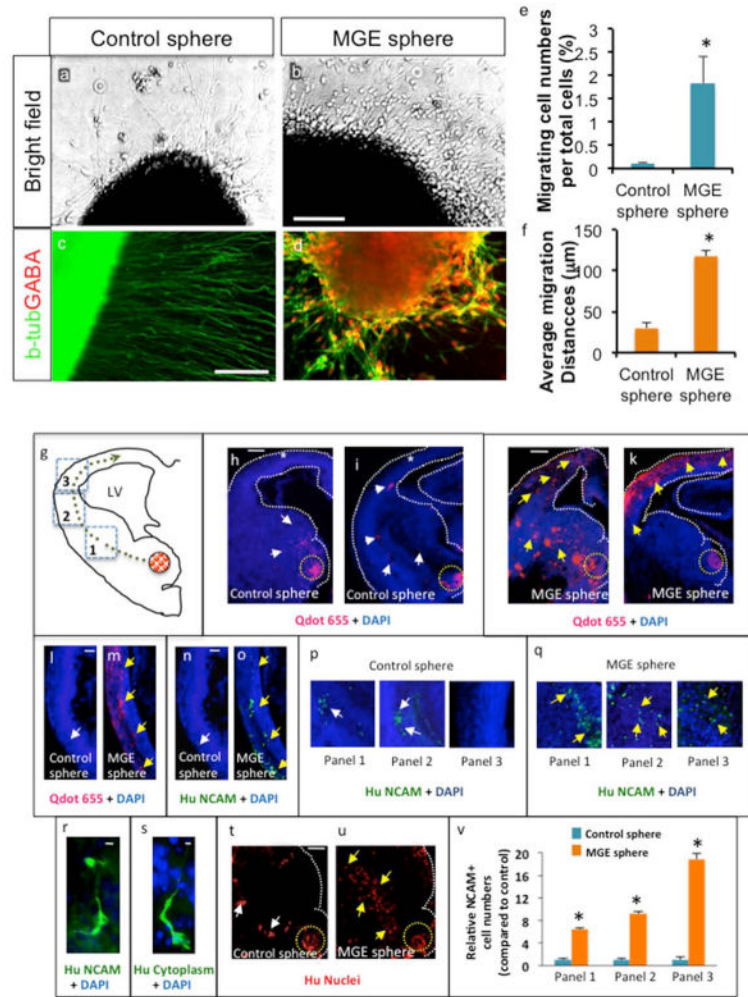 Control sphere
MGE sphere
Bright field
a
b
b-tubGABA
c
d
e
Migrating cell numbers
per total cells (%)
3
2.5
2
1.5
1
0.5
0
*
Control
sphere
MGE
sphere
f
Average migration
Distancces (μm)
150
100
50
0
*
Control
sphere
MGE
sphere
g
LV
3
2
1
h
*
Control sphere
i
*
Control sphere
Qdot 655 + DAPI
j
MGE sphere
k
MGE sphere
Qdot 655 + DAPI
l
Control
sphere
m
MGE
sphere
Qdot 655 + DAPI
n
Control
sphere
o
MGE
sphere
Hu NCAM + DAPI
p
Control sphere
Panel 1
Panel 2
Panel 3
Hu NCAM + DAPI
q
MGE sphere
Panel 1
Panel 2
Panel 3
Hu NCAM + DAPI
r
Hu NCAM
+ DAPI
s
Hu Cytoplasm
+ DAPI
t
Control sphere
u
MGE sphere
Hu Nuclei
v
Control sphere
MGE sphere
Relative NCAM+
cell numbers
(compared to control)
20
16
12
8
4
0
*
*
*
Panel 1
Panel 2
Panel 3